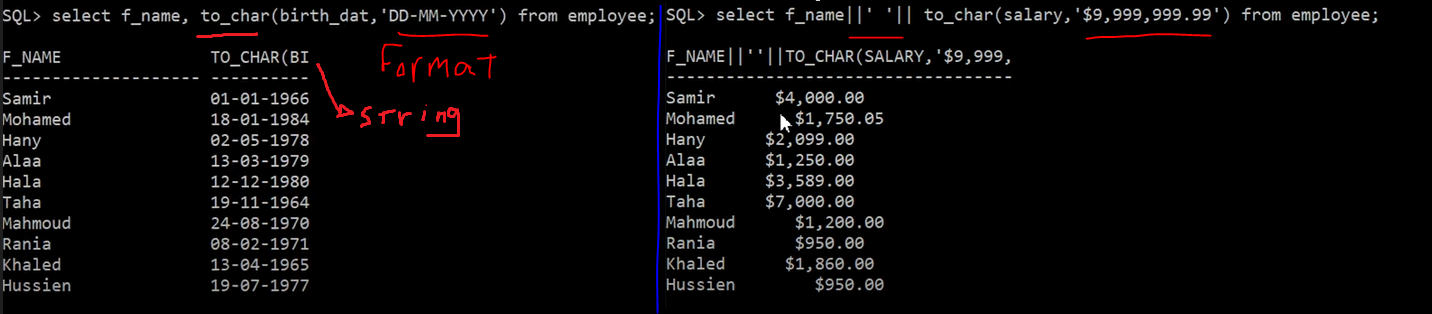 SQL> select f_name, to_char(birth_dat,'DD-MM-YYYY') from employee;
F_NAME               TO_CHAR(BI
-------------------- ----------
Samir                01-01-1966
Mohamed              18-01-1984
Hany                 02-05-1978
Alaa                 13-03-1979
Hala                 12-12-1980
Taha                 19-11-1964
Mahmoud              24-08-1970
Rania                08-02-1971
Khaled               13-04-1965
Hussien              19-07-1977
Format
string
SQL> select f_name||' '|| to_char(salary,'$9,999,999.99') from employee;
F_NAME||''||TO_CHAR(SALARY,'$9,999,
-----------------------------------
Samir      $4,000.00
Mohamed      $1,750.05
Hany      $2,099.00
Alaa      $1,250.00
Hala      $3,589.00
Taha      $7,000.00
Mahmoud      $1,200.00
Rania        $950.00
Khaled      $1,860.00
Hussien        $950.00